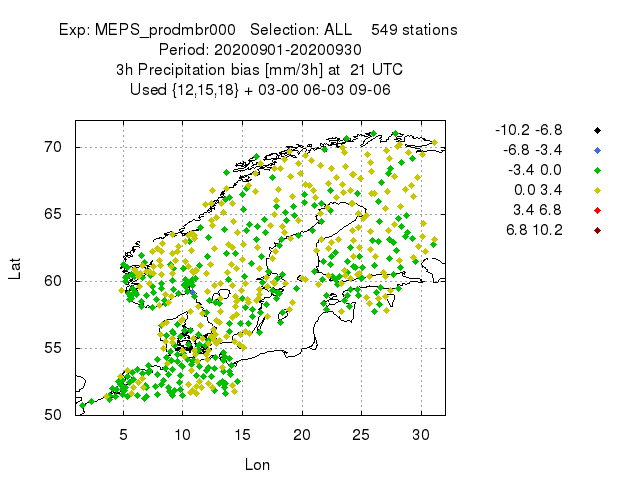 Exp: MEPS_prodmbr000 Selection: ALL 549 stations
Period: 20200901-20200930
3h Precipitation bias [mm/3h] at 21 UTC
Used {12,15,18} + 03-00 06-03 09-06
-10.2 -6.8
-6.8 -3.4
-3.4 0.0
0.0 3.4
3.4 6.8
6.8 10.2
70
65
60
55
50
Lat
5 10 15 20 25 30
Lon